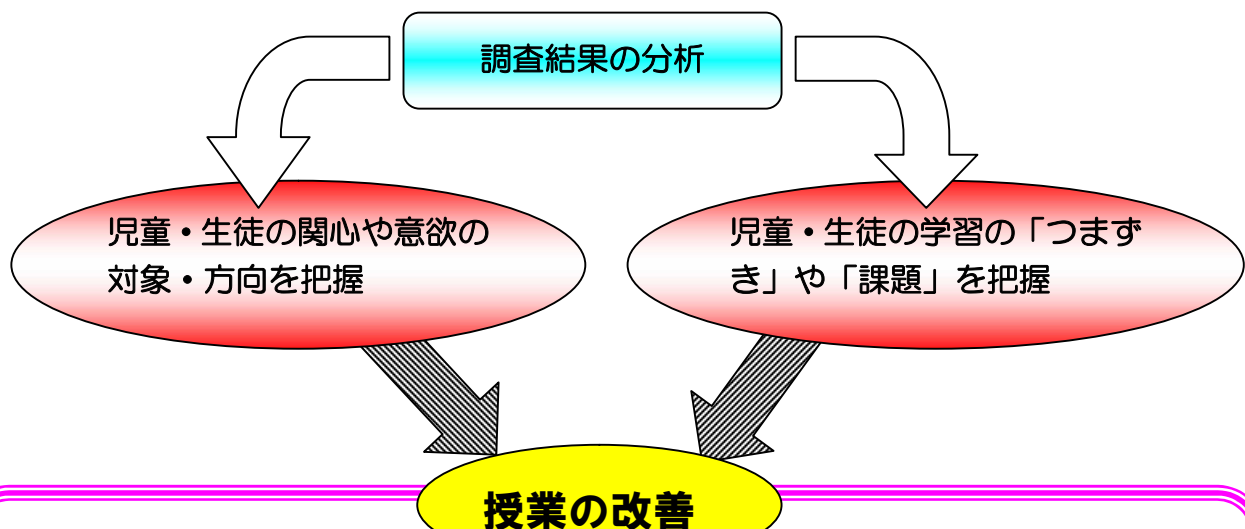 調査結果の分析
児童・生徒の関心や意欲の
対象・方向を把握
児童・生徒の学習の「つまず
き」や「課題」を把握
授業の改善